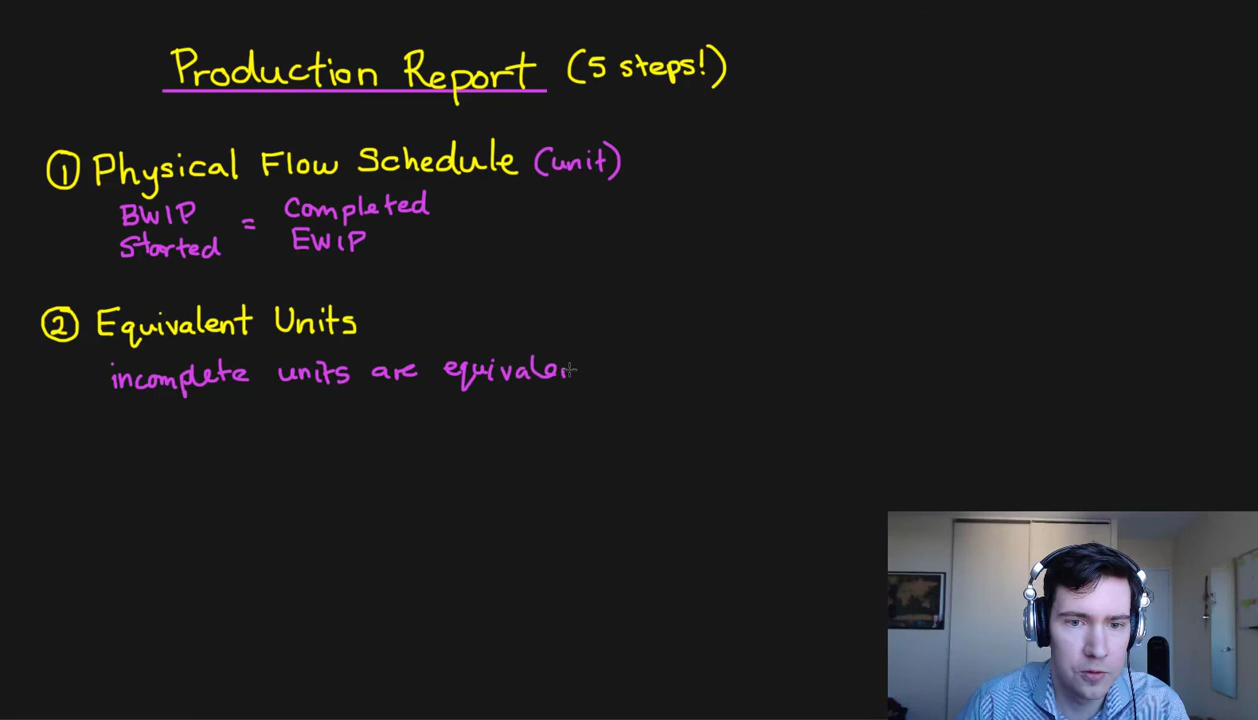 Production Report (5 steps!)
① Physical Flow Schedule (unit)
BWIP = Completed
Started EWIP
② Equivalent Units
incomplete units are equivalen